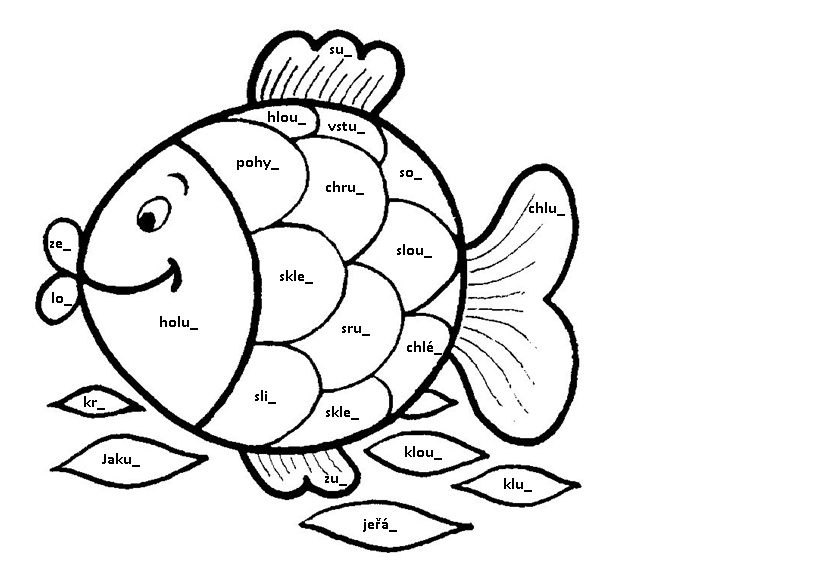 su_
hlou_
vstu_
pohy_
chru_
so_
chlu_
ze_
slou_
skle_
lo_
holu_
sru_
chlé_
sli_
kr_
skle_
Jaku_
klou_
zu_
klu_
jeřá_